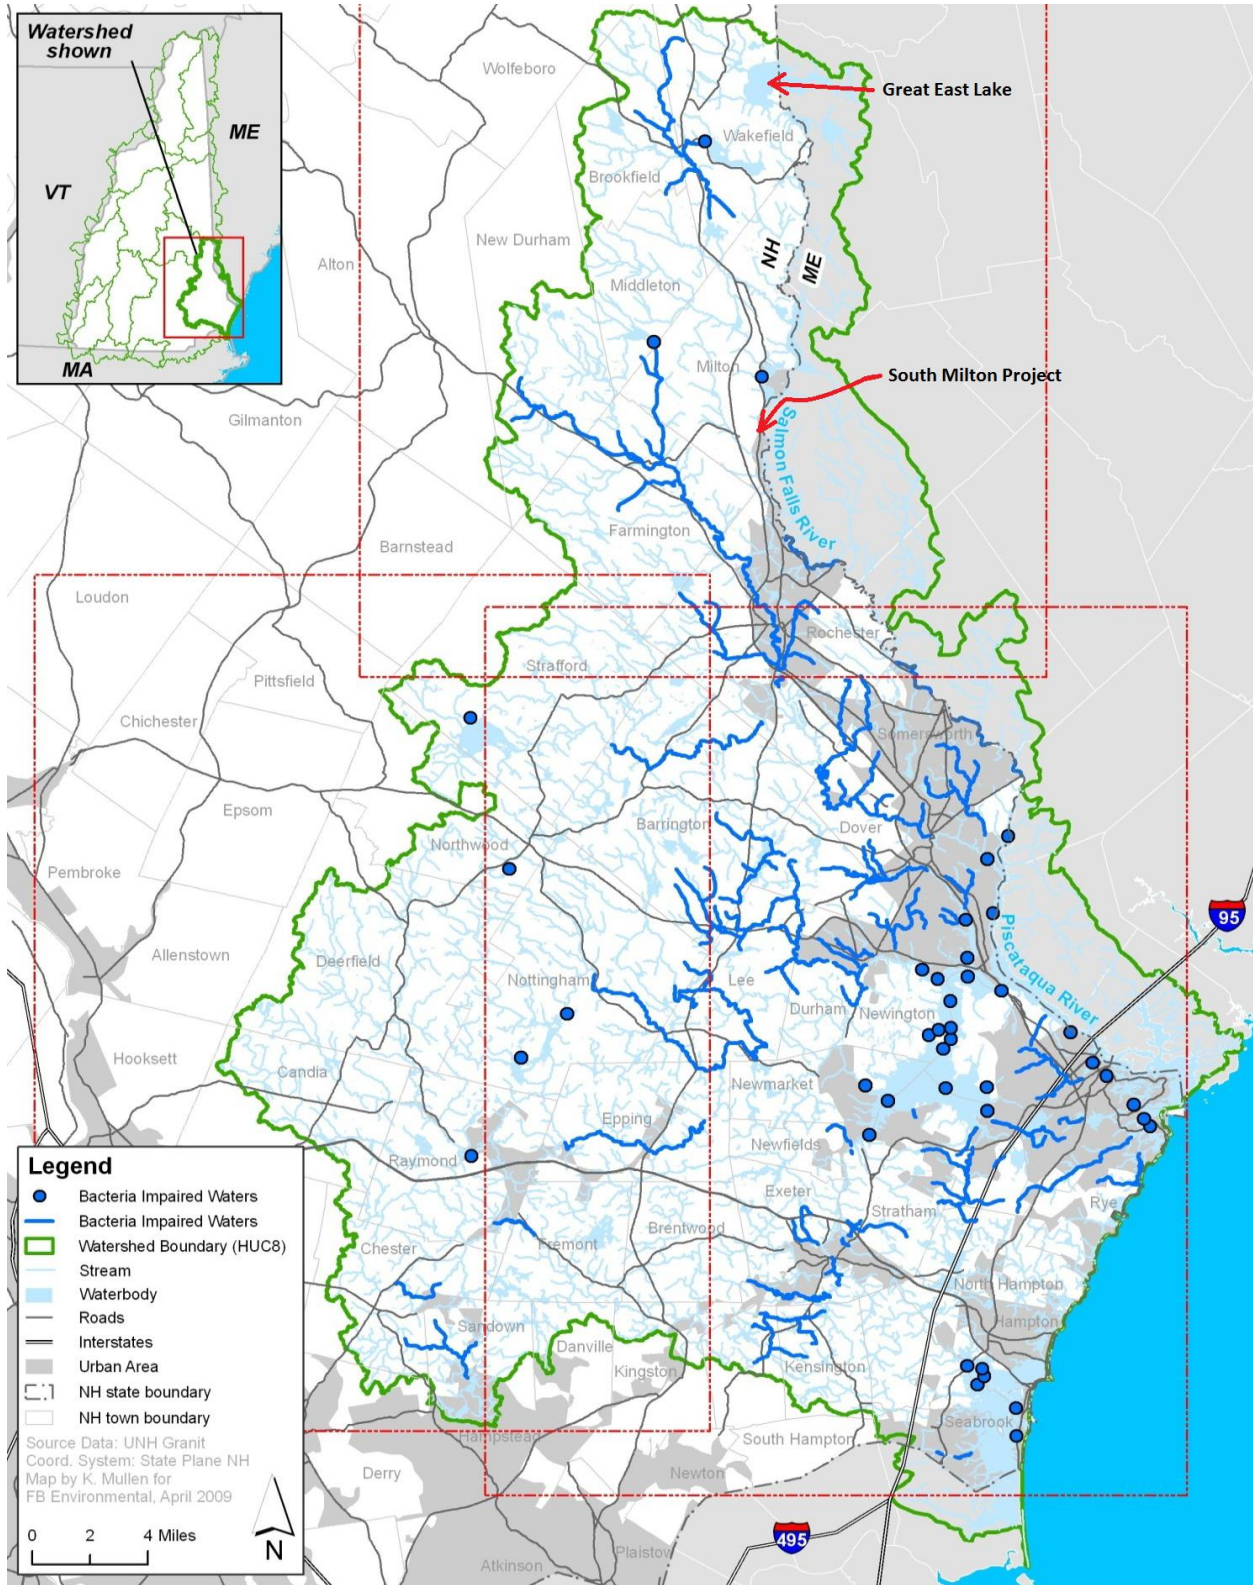 Watershed
shown
ME
VT
MA
Wolfeboro
Great East Lake
Wakefield
Brookfield
New Durham
NH
ME
Alton
Middleton
Milton
South Milton Project
Salmon Falls River
Gilmanton
Farmington
Barnstead
Loudon
Rochester
Strafford
Pittsfield
Chichester
Somersworth
Epsom
Barrington
Dover
Northwood
Pembroke
95
Piscataqua River
Allenstown
Deerfield
Nottingham
Lee
Durham
Newington
Hooksett
Candia
Newmarket
Epping
Newfields
Raymond
Exeter
Stratham
Rye
Brentwood
Chester
Fremont
North Hampton
Hampton
Sandown
Danville
Kingston
Kensington
Seabrook
Hampstead
South Hampton
Derry
Newton
495
Plaistow
Atkinson
Legend
Bacteria Impaired Waters
Bacteria Impaired Waters
Watershed Boundary (HUC8)
Stream
Waterbody
Roads
Interstates
Urban Area
NH state boundary
NH town boundary
Source Data: UNH Granit
Coord. System: State Plane NH
Map by K. Mullen for
FB Environmental, April 2009
0 2 4 Miles
N